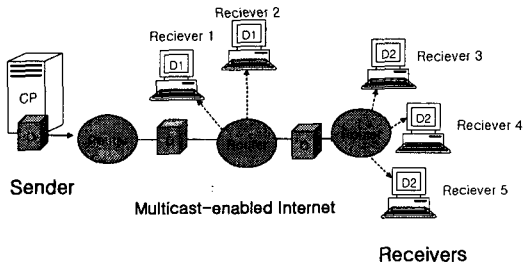 Reciever 2
Reciever 1
D1
D1
D2
Reciever 3
CP
D2
Reciever 4
Router
Sender
D2
Reciever 5
Multicast-enabled Internet
Receivers